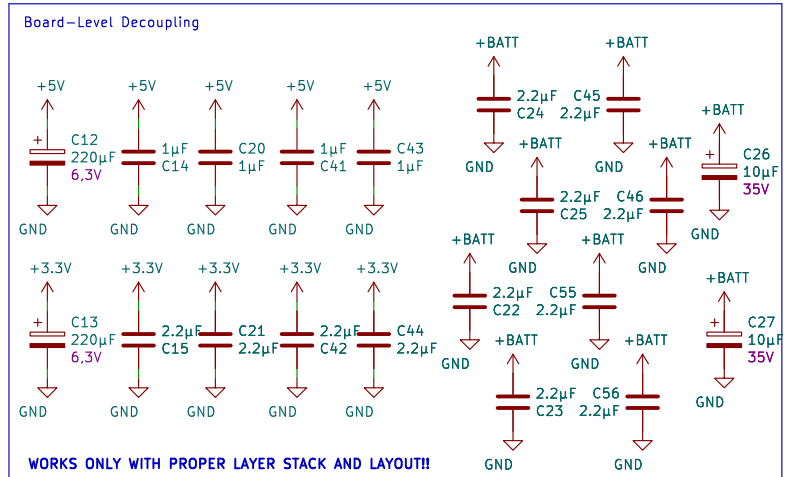 Board-Level Decoupling
+BATT +BATT
+5V +5V +5V +5V +5V
2.2µF C45
C24 2.2µF
+BATT
+ C12
220µF
6,3V
1µF
C14
C20
1µF
1µF
C41
C43
1µF
GND GND
+BATT +BATT
+ C26
10µF
35V
2.2µF C46
C25 2.2µF
GND GND GND GND GND
GND
GND GND
+BATT +BATT
+3.3V +3.3V +3.3V +3.3V +3.3V
+BATT
2.2µF C55
C22 2.2µF
+ C13
220µF
6,3V
2.2µF
C15
C21
2.2µF
2.2µF
C42
C44
2.2µF
+ C27
10µF
35V
+BATT +BATT
GND GND
2.2µF C56
C23 2.2µF
GND
GND GND GND GND GND
WORKS ONLY WITH PROPER LAYER STACK AND LAYOUT!!
GND GND